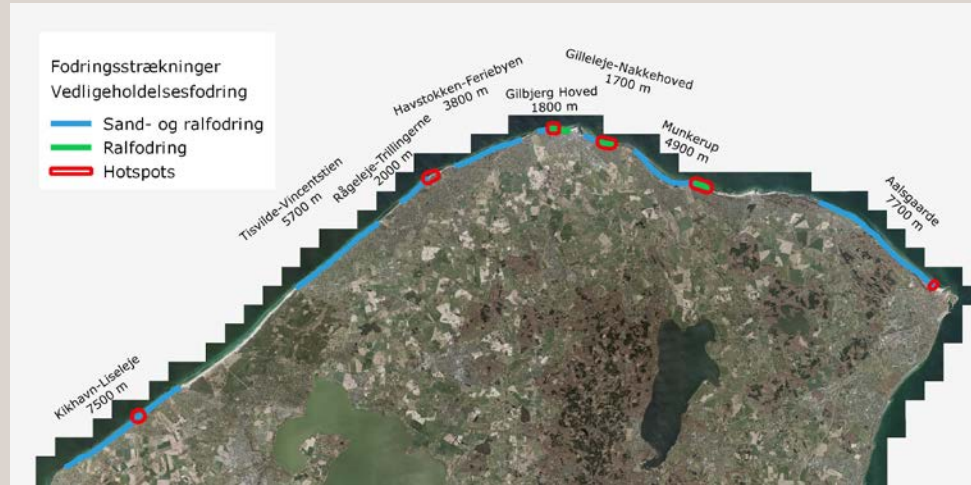 Fodringsstrækninger
Vedligeholdelsesfodring
Sand- og ralfodring
Ralfodring
Hotspots
Kikhavn-Liseleje
7500 m
Tisvilde-Vincentstien
5700 m
Rågeleje-Trillingerne
2000 m
Havstokken-Feriebyen
3800 m
Gilbjerg Hoved
1800 m
Gilleleje-Nakkehoved
1700 m
Munkerup
4900 m
Aalsgaarde
7700 m